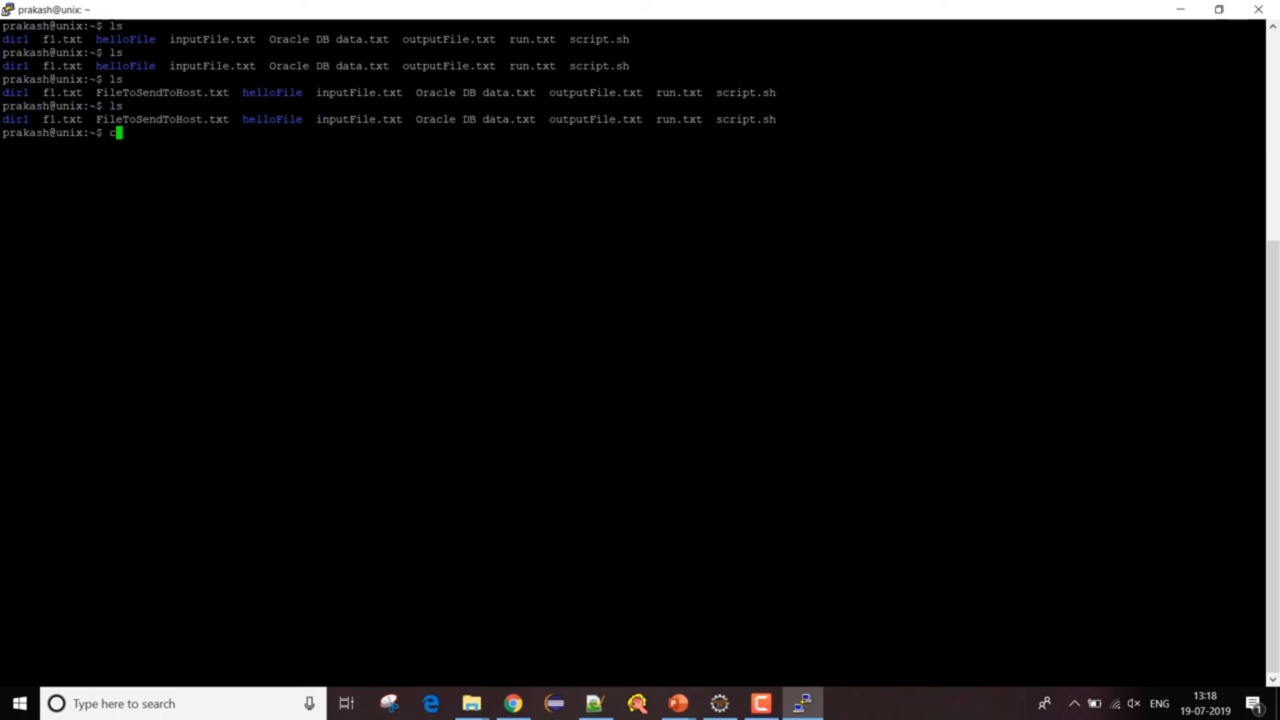 prakash@unix: ~
prakash@unix:~$ ls
dir1 f1.txt helloFile inputFile.txt Oracle DB data.txt outputFile.txt run.txt script.sh
prakash@unix:~$ ls
dir1 f1.txt helloFile inputFile.txt Oracle DB data.txt outputFile.txt run.txt script.sh
prakash@unix:~$ ls
dir1 f1.txt FileToSendToHost.txt helloFile inputFile.txt Oracle DB data.txt outputFile.txt run.txt script.sh
prakash@unix:~$ ls
dir1 f1.txt FileToSendToHost.txt helloFile inputFile.txt Oracle DB data.txt outputFile.txt run.txt script.sh
prakash@unix:~$ c
Type here to search
ENG
13:18
19-07-2019
1